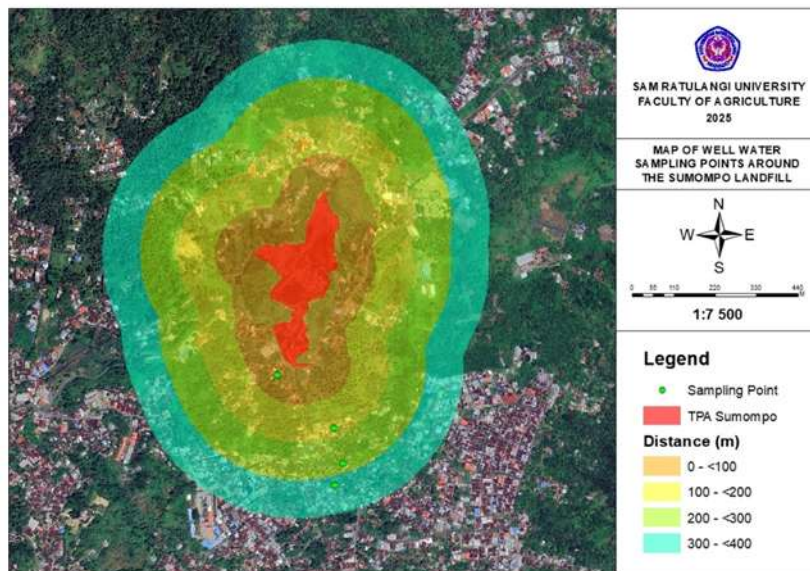 SAM RATULANGI UNIVERSITY
FACULTY OF AGRICULTURE
2025
MAP OF WELL WATER
SAMPLING POINTS AROUND
THE SUMOMPO LANDFILL
N
W E
S
0 55 110 220 330 440
1:7 500
Legend
Sampling Point
TPA Sumompo
Distance (m)
0 - <100
100 - <200
200 - <300
300 - <400